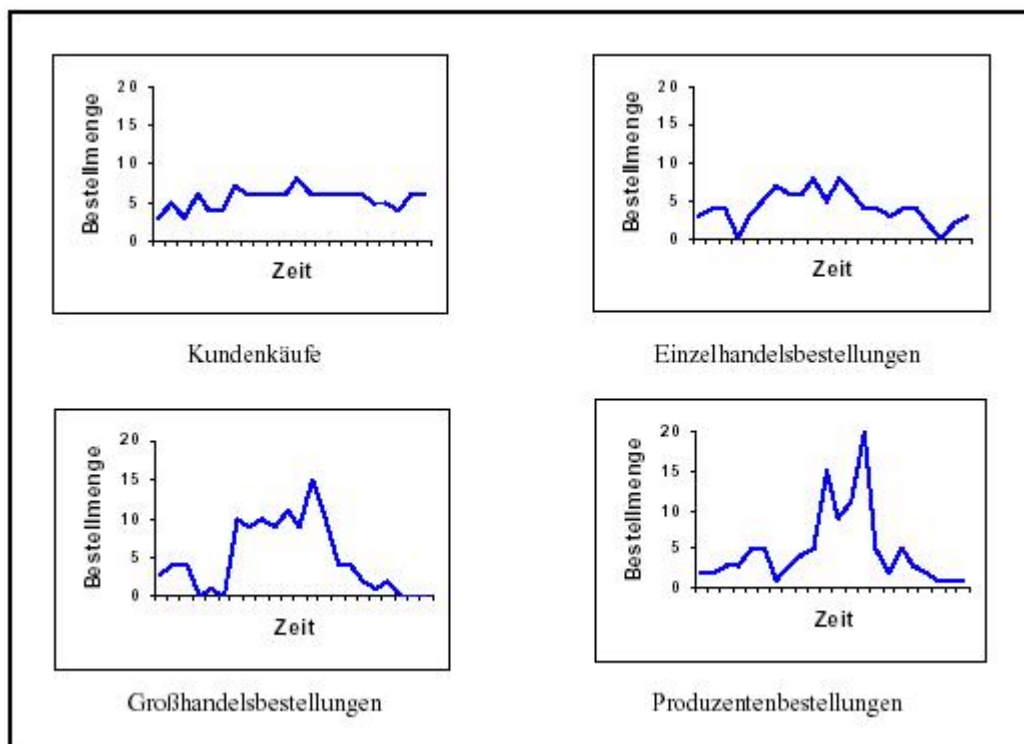 Bestellmenge
20
15
10
5
0
Zeit
Kundenkäufe
Bestellmenge
20
15
10
5
0
Zeit
Einzelhandelsbestellungen
Bestellmenge
20
15
10
5
0
Zeit
Großhandelsbestellungen
Bestellmenge
20
15
10
5
0
Zeit
Produzentenbestellungen